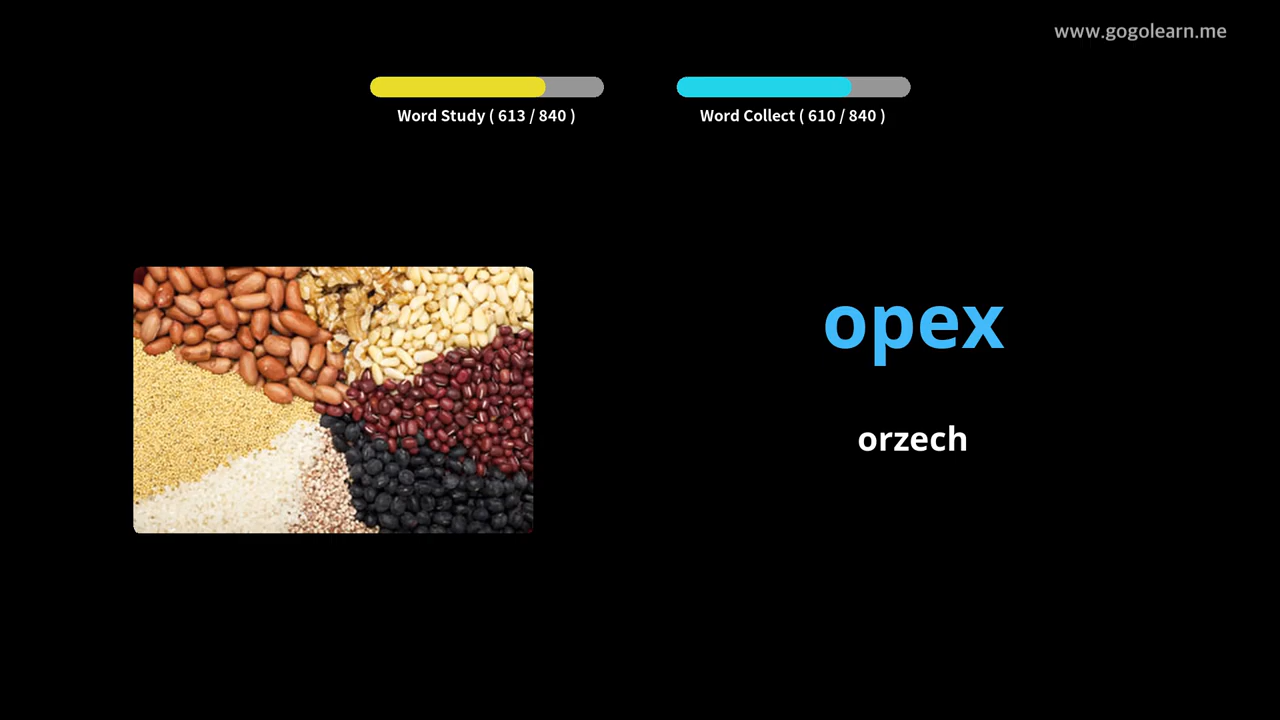 www.gogolearn.me
Word Study ( 613 / 840 )
Word Collect ( 610 / 840 )
орех
orzech